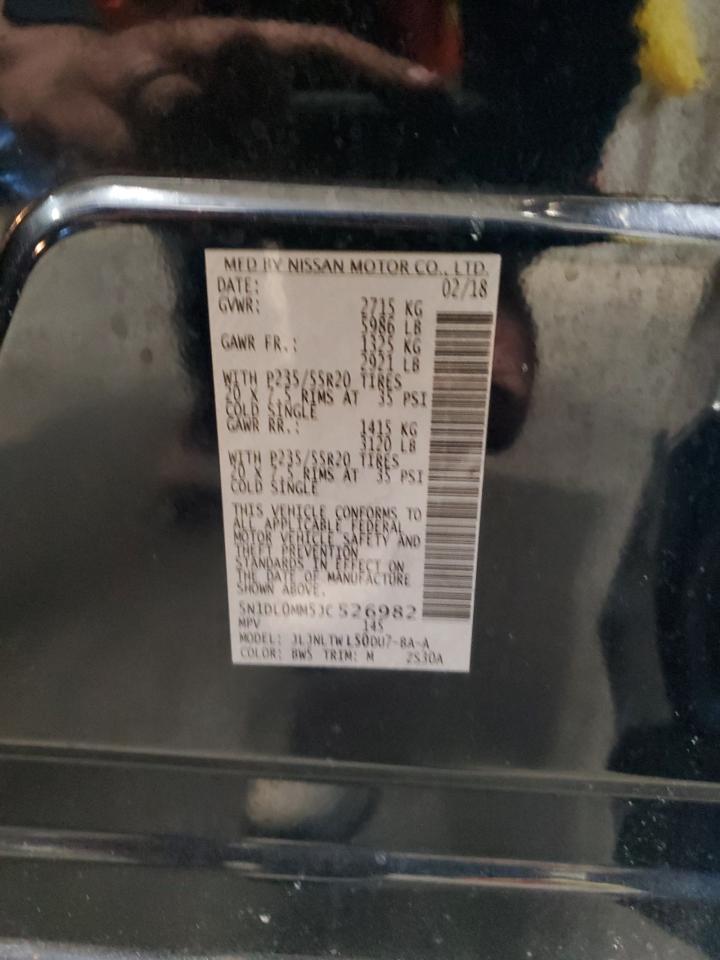 MFD BY NISSAN MOTOR CO., LTD.
DATE: 02/18
GVWR: 2715 KG
5986 LB
GAWR FR.: 1325 KG
2921 LB
WITH P235/55R20 TIRES
20 X 7.5 RIMS AT 35 PSI
COLD SINGLE
GAWR RR.: 1415 KG
3120 LB
WITH P235/55R20 TIRES
20 X 7.5 RIMS AT 35 PSI
COLD SINGLE
THIS VEHICLE CONFORMS TO
ALL APPLICABLE FEDERAL
MOTOR VEHICLE SAFETY AND
THEFT PREVENTION
STANDARDS IN EFFECT ON
THE DATE OF MANUFACTURE
SHOWN ABOVE.
5N1DL0MM5JC526982
MPV 145
MODEL: JLJNLTWL50DU7-BA-A
COLOR: BW5 TRIM: M 2S30A